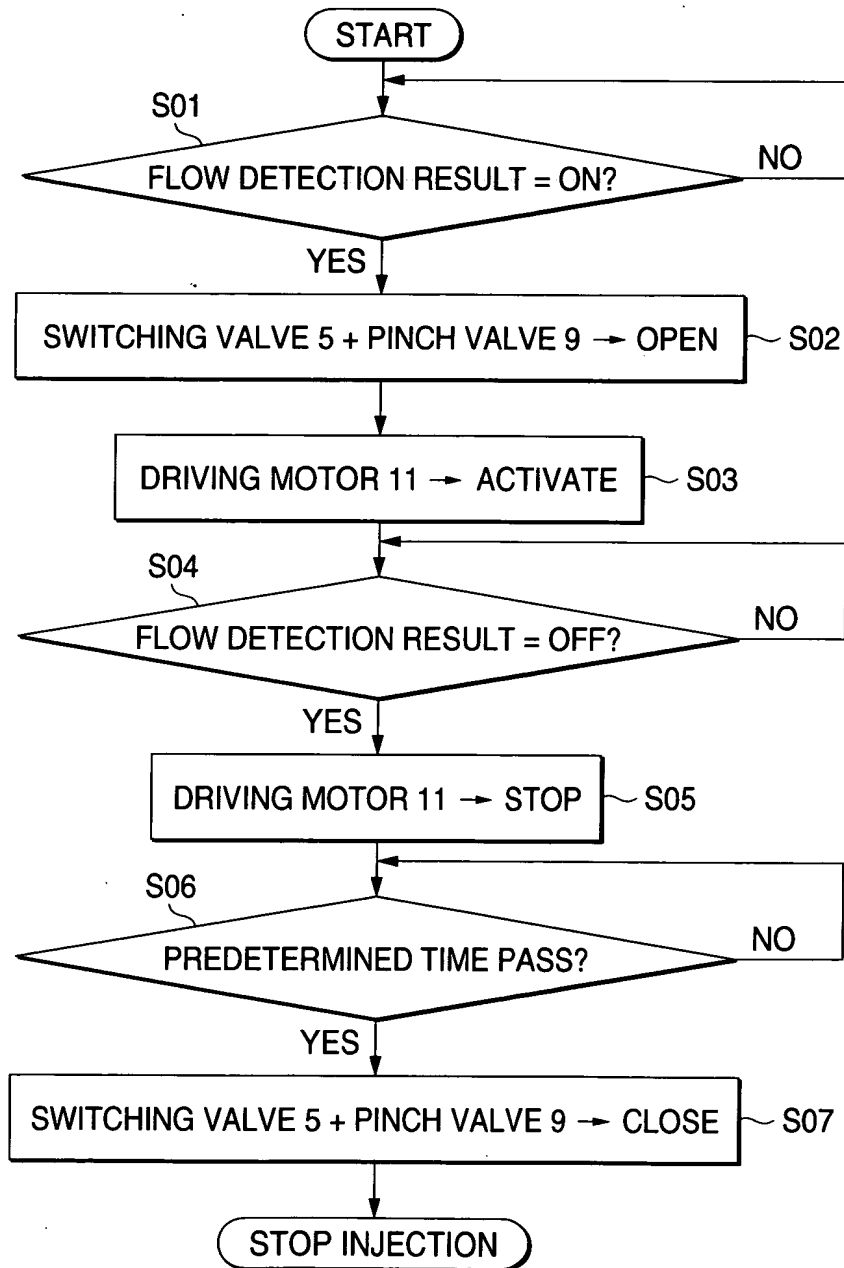 START
S01
FLOW DETECTION RESULT = ON?
NO
YES
SWITCHING VALVE 5 + PINCH VALVE 9 → OPEN
S02
DRIVING MOTOR 11 → ACTIVATE
S03
S04
FLOW DETECTION RESULT = OFF?
NO
YES
DRIVING MOTOR 11 → STOP
S05
S06
PREDETERMINED TIME PASS?
NO
YES
SWITCHING VALVE 5 + PINCH VALVE 9 → CLOSE
S07
STOP INJECTION